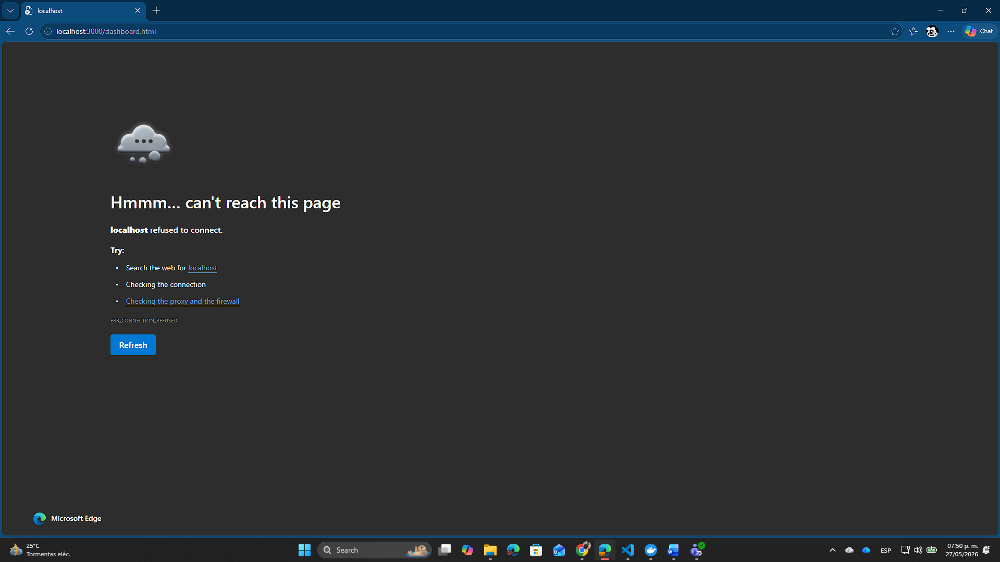 localhost
localhost:3000/dashboard.html
Chat
Hmmm... can't reach this page
localhost refused to connect.
Try:
• Search the web for localhost
• Checking the connection
• Checking the proxy and the firewall
ERR_CONNECTION_REFUSED
Refresh
Microsoft Edge
25°C
Tormentas eléc.
Search
ESP
07:50 p. m.
27/05/2026